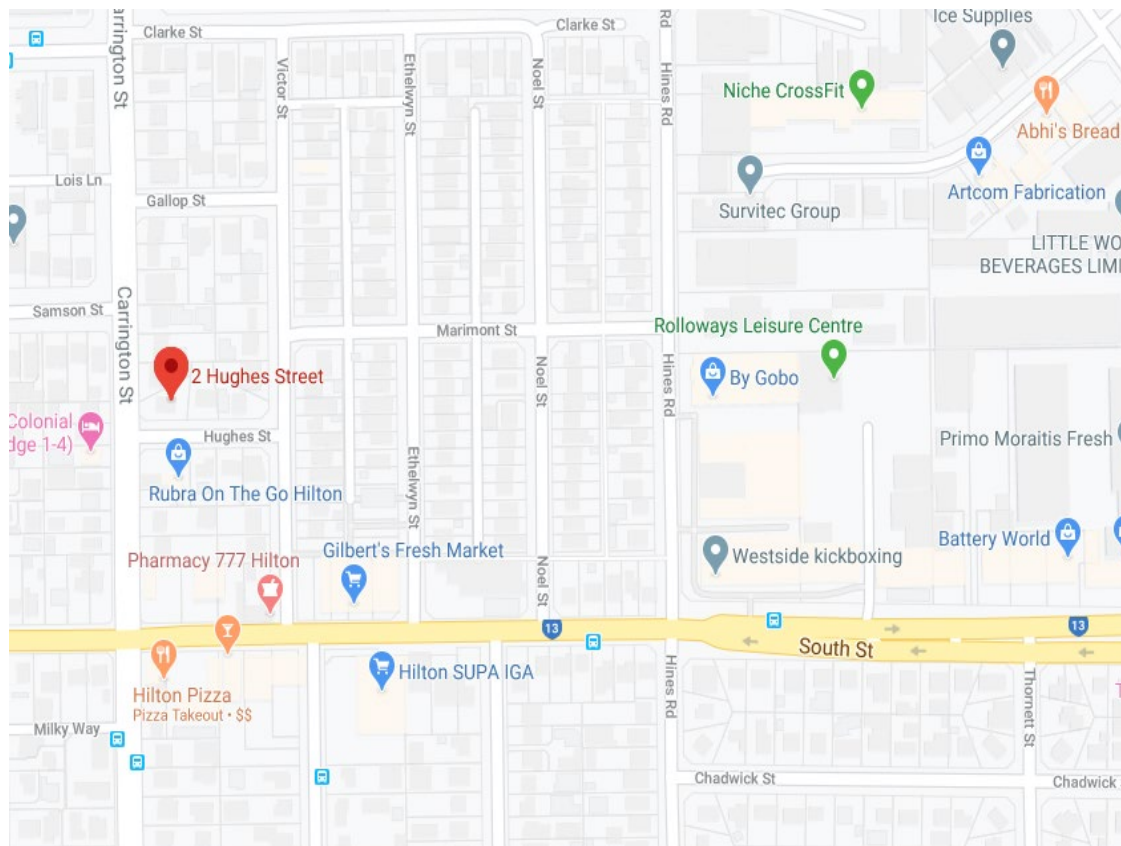 Ice Supplies
Clarke St
Clarke St
Carrington St
Rd
Victor St
Ethelwyn St
Noel St
Hines Rd
Niche CrossFit
Abhi's Bread
Lois Ln
Gallop St
Survitec Group
Artcom Fabrication
LITTLE WO
BEVERAGES LIMI
Samson St
Carrington St
Marimont St
Rolloways Leisure Centre
2 Hughes Street
Noel St
Hines Rd
By Gobo
Colonial
dge 1-4)
Hughes St
Primo Moraitis Fresh
Rubra On The Go Hilton
Ethelwyn St
Gilbert's Fresh Market
Pharmacy 777 Hilton
Westside kickboxing
Battery World
Noel St
13
13
South St
Hilton SUPA IGA
Hines Rd
Hilton Pizza
Pizza Takeout • $$
Milky Way
Thornett St
T
Chadwick St
Chadwick